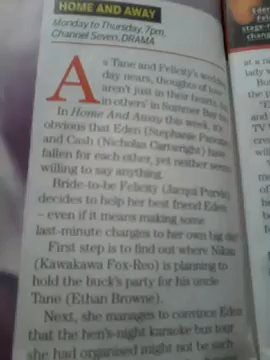 HOME AND AWAY
Monday to Thursday, 7pm,
Channel Seven, DRAMA
As Tane and Felicity's wedding
day nears, thoughts of love
aren't just in their hearts, but
in others' in Summer Bay too.
In Home And Away this week, it's
obvious that Eden (Stephanie Panozzo)
and Cash (Nicholas Cartwright) have
fallen for each other, yet neither seems
willing to say anything.
Bride-to-be Felicity (Jacqui Purvis)
decides to help her best friend Eden
– even if it means making some
last-minute changes to her own big day!
First step is to find out where Nikau
(Kawakawa Fox-Reo) is planning to
hold the buck's party for his uncle
Tane (Ethan Browne).
Next, she manages to convince Eden
that the hen's-night karaoke bus tour
she had organised might not be such